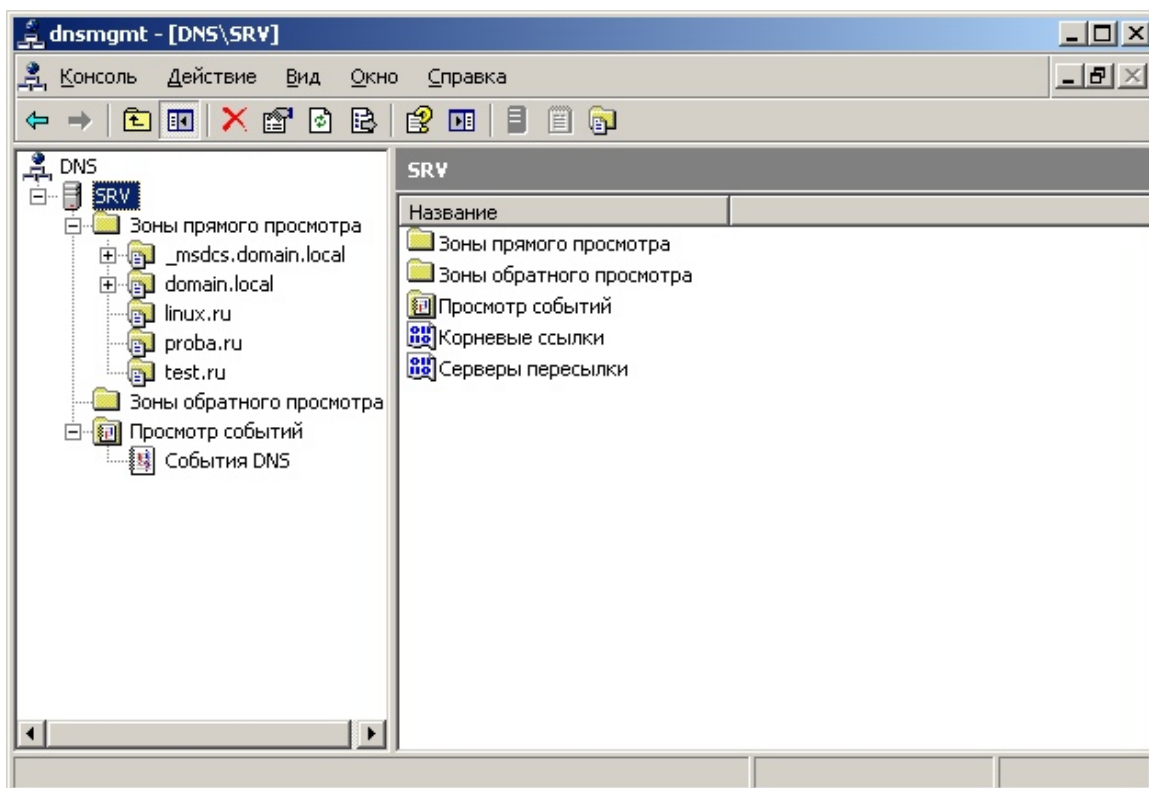 dnsmgmt - [DNS\SRV]
Консоль Действие Вид Окно Справка
DNS
SRV
Зоны прямого просмотра
_msdcs.domain.local
domain.local
linux.ru
proba.ru
test.ru
Зоны обратного просмотра
Просмотр событий
События DNS
SRV
Название
Зоны прямого просмотра
Зоны обратного просмотра
Просмотр событий
Корневые ссылки
Серверы пересылки